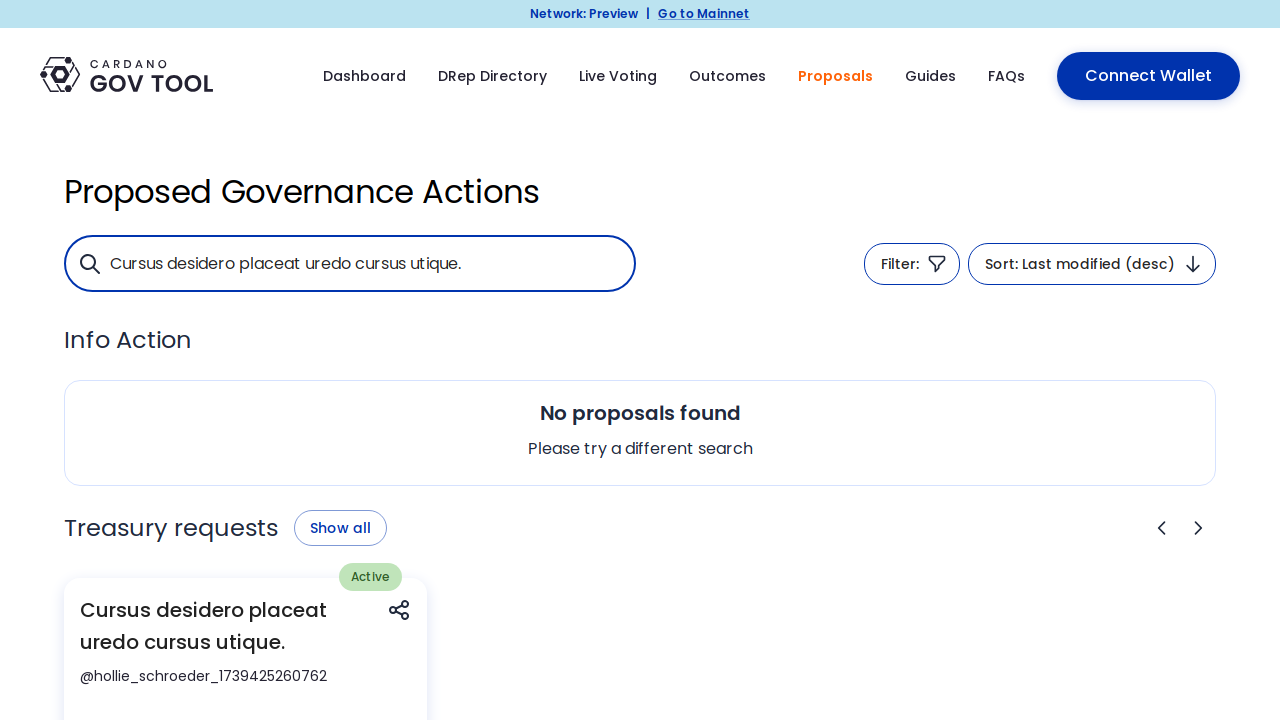 Network: Preview | Go to Mainnet
CARDANO
GOV TOOL
Dashboard
DRep Directory
Live Voting
Outcomes
Proposals
Guides
FAQs
Connect Wallet
Proposed Governance Actions
Cursus desidero placeat uredo cursus utique.
Filter:
Sort: Last modified (desc)
Info Action
No proposals found
Please try a different search
Treasury requests
Show all
Active
Cursus desidero placeat
uredo cursus utique.
@hollie_schroeder_1739425260762